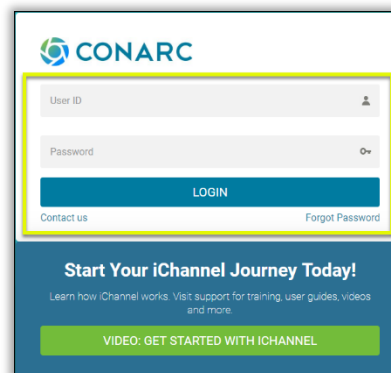 CONARC
User ID
Password
LOGIN
Contact us Forgot Password
Start Your iChannel Journey Today!
Learn how iChannel works. Visit support for training, user guides, videos
and more.
VIDEO: GET STARTED WITH ICHANNEL